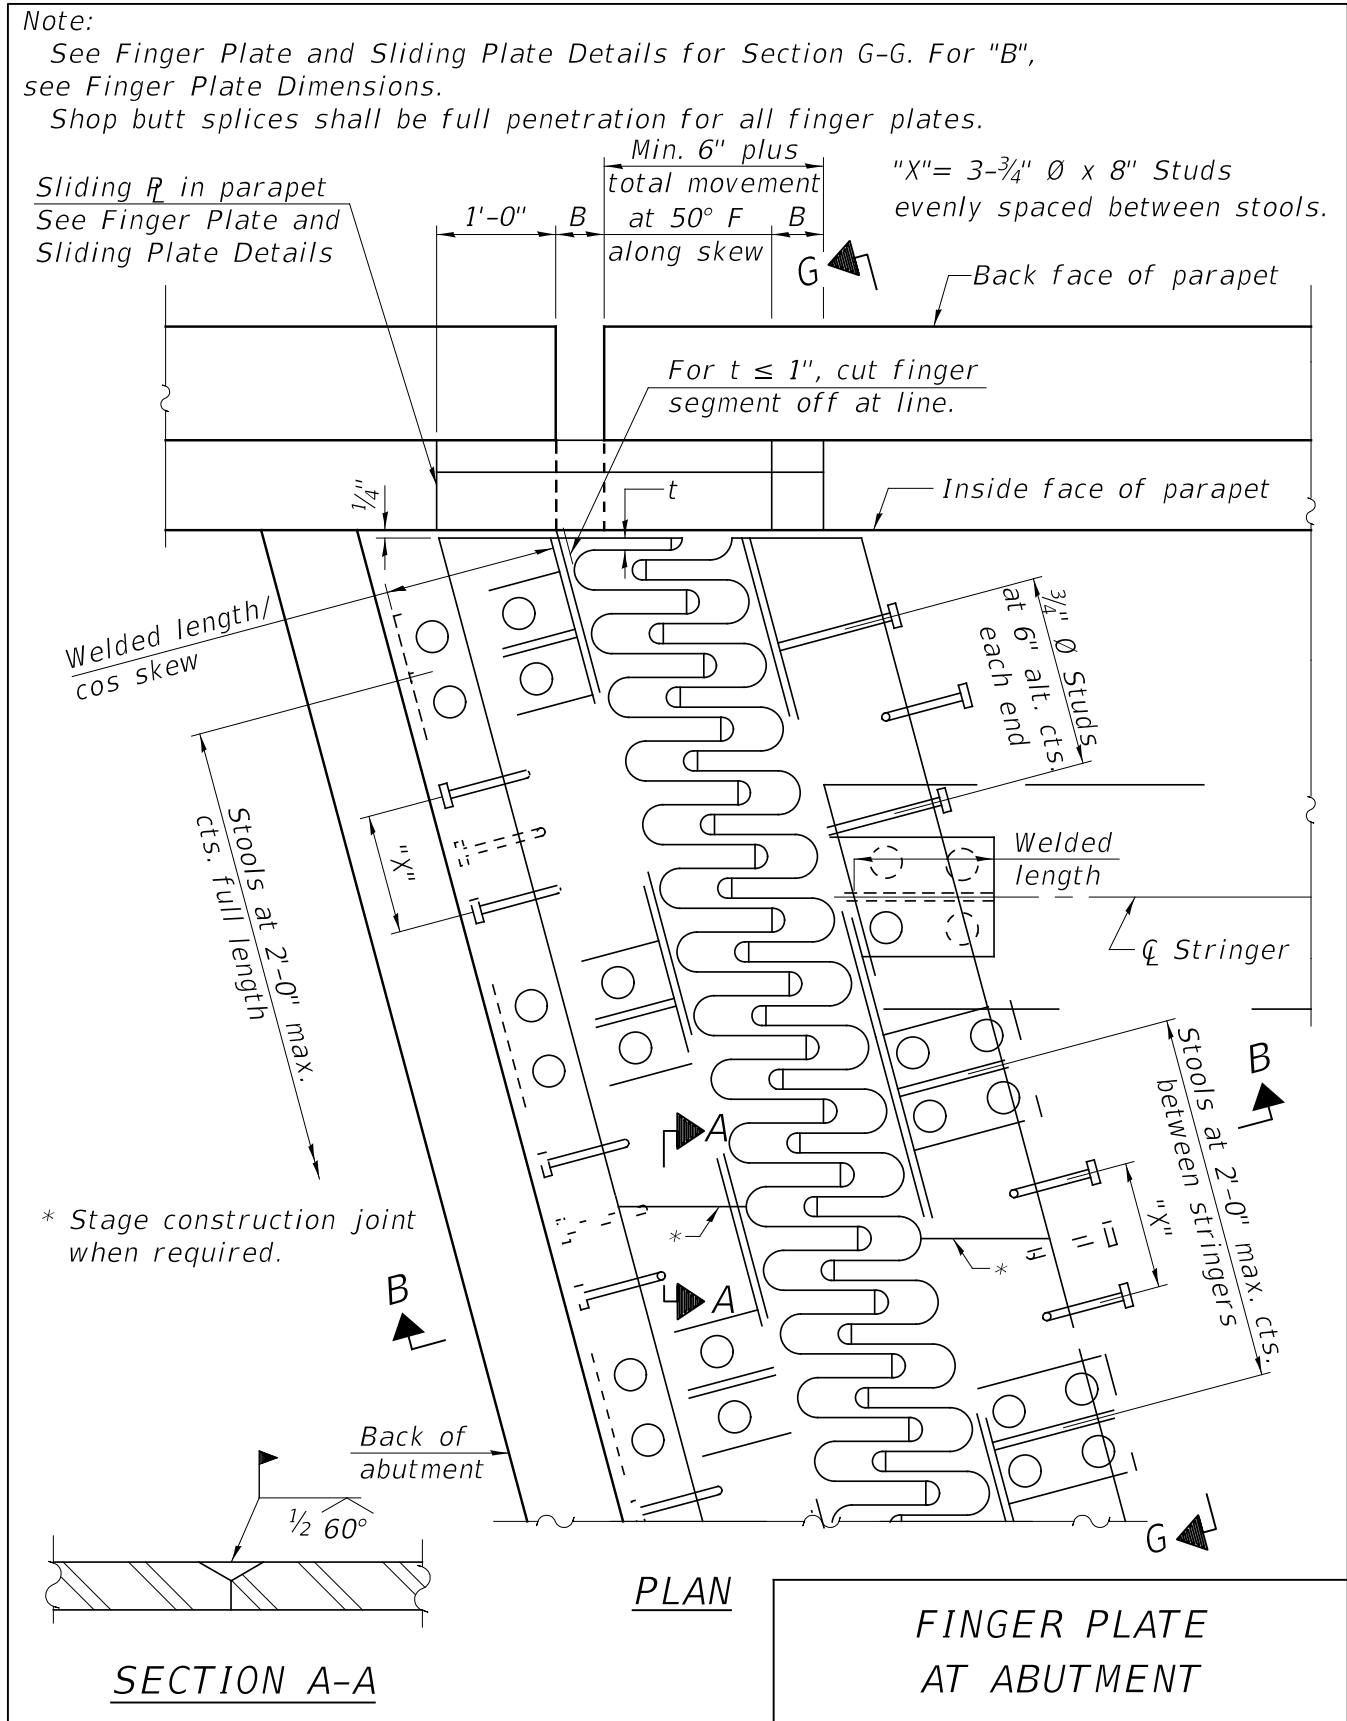 Note:
See Finger Plate and Sliding Plate Details for Section G-G. For "B",
see Finger Plate Dimensions.
Shop butt splices shall be full penetration for all finger plates.
Min. 6" plus
total movement
at 50° F
along skew
"X"= 3-¾" Ø x 8" Studs
evenly spaced between stools.
Sliding ℙ in parapet
See Finger Plate and
Sliding Plate Details
1'-0"
B
B
G
Back face of parapet
For t ≤ 1", cut finger
segment off at line.
¼"
t
Inside face of parapet
Welded length/
cos skew
¾" Ø Studs
at 6" alt. cts.
each end
Stools at 2'-0" max.
cts. full length
"X"
Welded
length
℄ Stringer
B
Stools at 2'-0" max. cts.
between stringers
A
"X"
* Stage construction joint
when required.
*
*
A
B
Back of
abutment
½ 60°
G
PLAN
SECTION A-A
FINGER PLATE
AT ABUTMENT